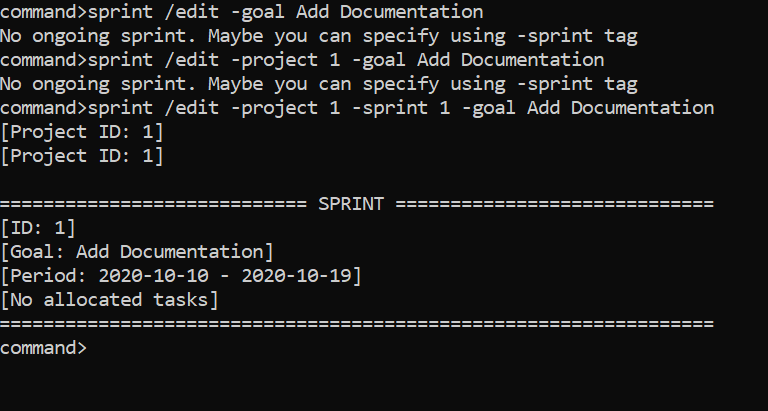 command>sprint /edit -goal Add Documentation
No ongoing sprint. Maybe you can specify using -sprint tag
command>sprint /edit -project 1 -goal Add Documentation
No ongoing sprint. Maybe you can specify using -sprint tag
command>sprint /edit -project 1 -sprint 1 -goal Add Documentation
[Project ID: 1]
[Project ID: 1]
============================ SPRINT =============================
[ID: 1]
[Goal: Add Documentation]
[Period: 2020-10-10 - 2020-10-19]
[No allocated tasks]
=================================================================
command>